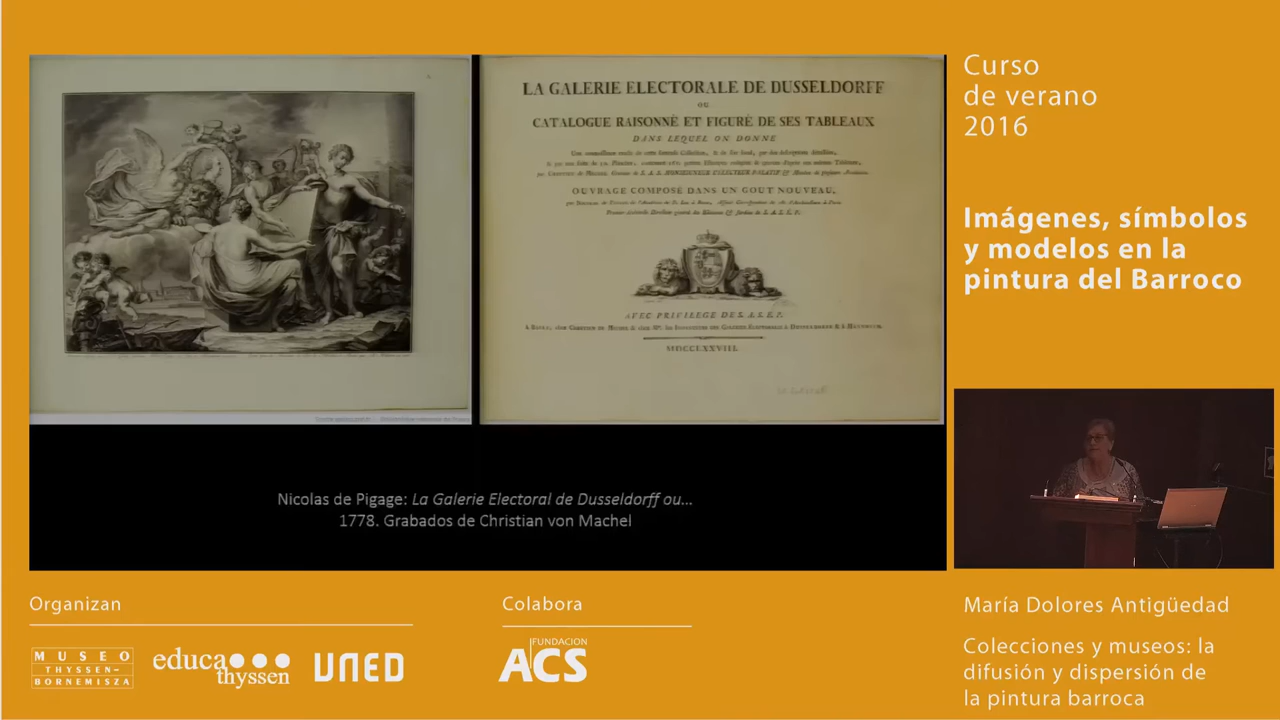 LA GALERIE ELECTORALE DE DUSSELDORFF
OU
CATALOGUE RAISONNÉ ET FIGURÉ DE SES TABLEAUX
DANS LEQUEL ON DONNE
OUVRAGE COMPOSÉ DANS UN GOUT NOUVEAU,
AVEC PRIVILEGE DE S. A. S. É. P.
MDCCLXXVIII.
Nicolas de Pigage: La Galerie Electoral de Dusseldorff ou...
1778. Grabados de Christian von Machel
Curso
de verano
2016
Imágenes, símbolos
y modelos en la
pintura del Barroco
María Dolores Antigüedad
Colecciones y museos: la
difusión y dispersión de
la pintura barroca
Organizan
MUSEO
THYSSEN-
BORNEMISZA
educa
thyssen
UNED
Colabora
FUNDACION
ACS